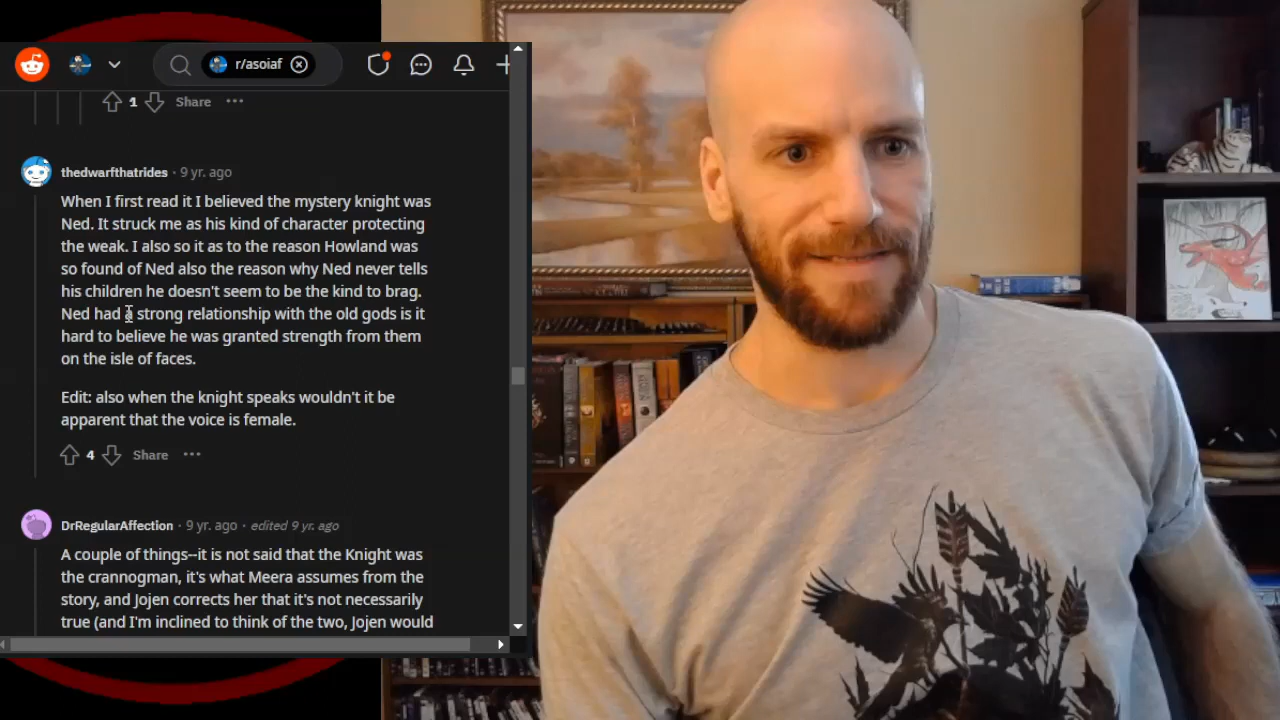 r/asoiaf
1 Share
thedwarfthatrides · 9 yr. ago
When I first read it I believed the mystery knight was
Ned. It struck me as his kind of character protecting
the weak. I also so it as to the reason Howland was
so found of Ned also the reason why Ned never tells
his children he doesn't seem to be the kind to brag.
Ned had a strong relationship with the old gods is it
hard to believe he was granted strength from them
on the isle of faces.
Edit: also when the knight speaks wouldn't it be
apparent that the voice is female.
4 Share
DrRegularAffection · 9 yr. ago · edited 9 yr. ago
A couple of things--it is not said that the Knight was
the crannogman, it's what Meera assumes from the
story, and Jojen corrects her that it's not necessarily
true (and I'm inclined to think of the two, Jojen would